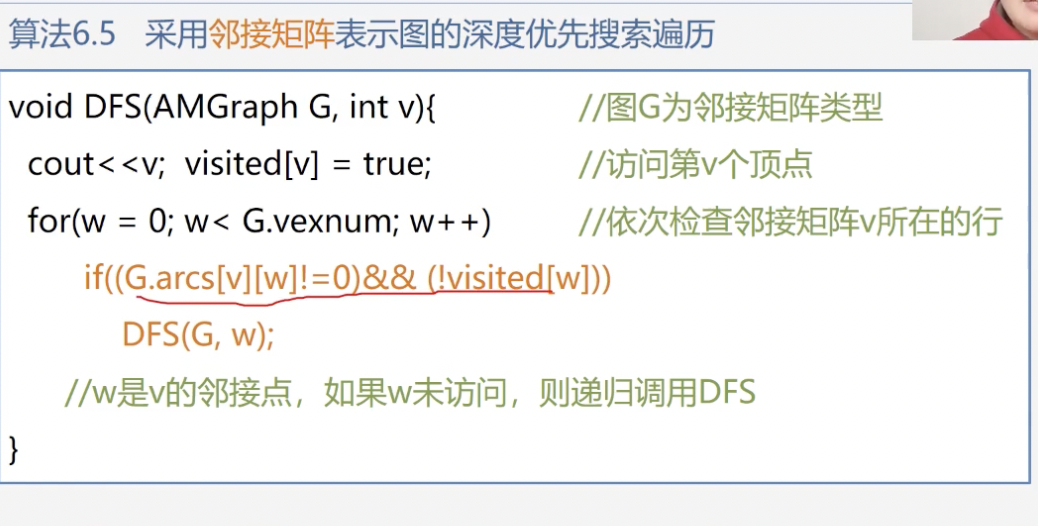 算法6.5 采用邻接矩阵表示图的深度优先搜索遍历
void DFS(AMGraph G, int v){ //图G为邻接矩阵类型
cout<<v; visited[v] = true; //访问第v个顶点
for(w = 0; w< G.vexnum; w++) //依次检查邻接矩阵v所在的行
if((G.arcs[v][w]!=0)&& (!visited[w]))
DFS(G, w);
//w是v的邻接点，如果w未访问，则递归调用DFS
}